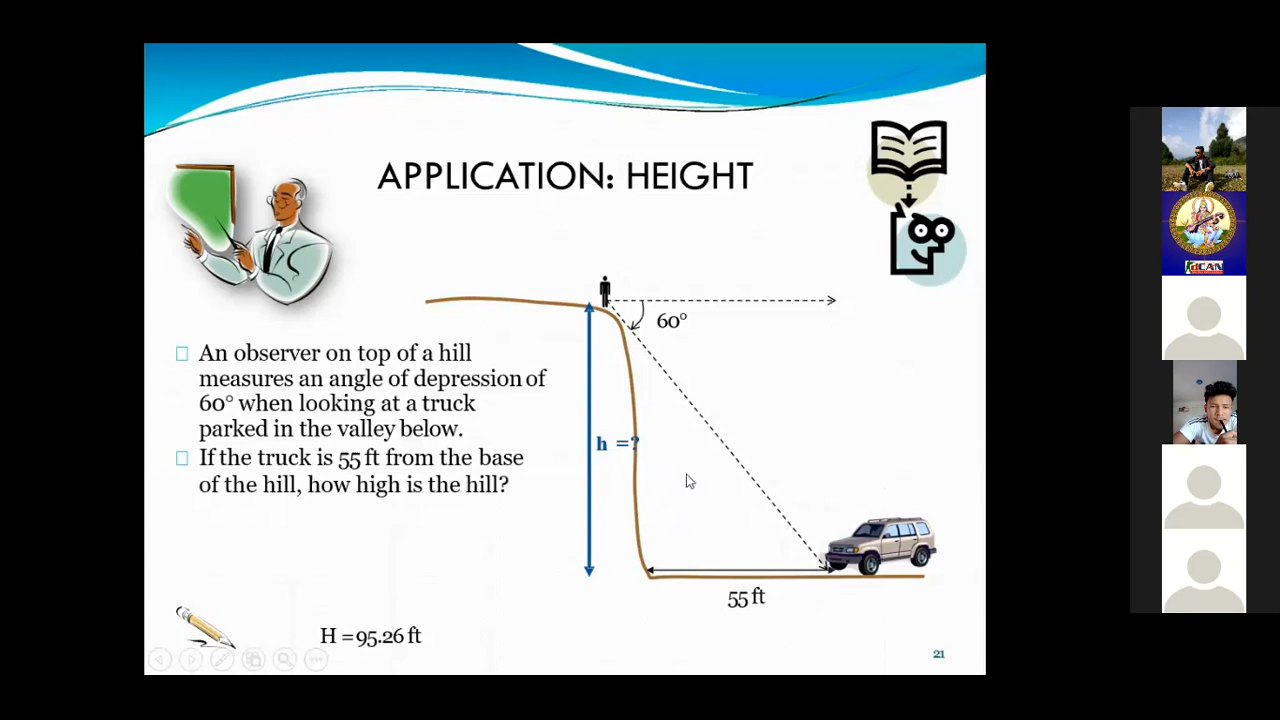 APPLICATION: HEIGHT
60°
An observer on top of a hill
measures an angle of depression of
60° when looking at a truck
parked in the valley below.
If the truck is 55 ft from the base
of the hill, how high is the hill?
h =?
55 ft
H = 95.26 ft
21